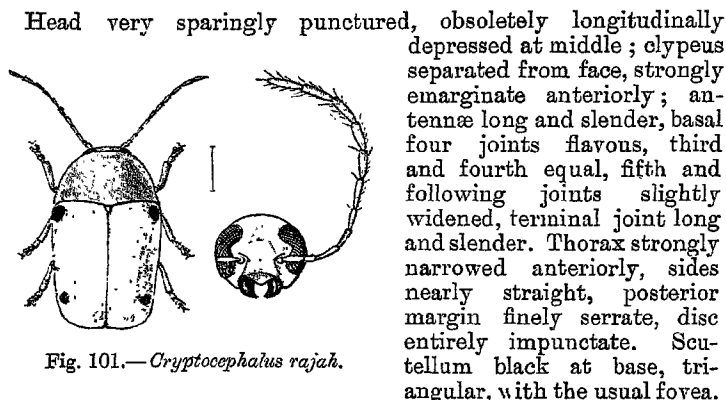 Head very sparingly punctured, obsoletely longitudinally
depressed at middle ; clypeus
separated from face, strongly
emarginate anteriorly ; an-
tennæ long and slender, basal
four joints flavous, third
and fourth equal, fifth and
following joints slightly
widened, terminal joint long
and slender. Thorax strongly
narrowed anteriorly, sides
nearly straight, posterior
margin finely serrate, disc
entirely impunctate. Scu-
tellum black at base, tri-
angular, with the usual fovea.
Fig. 101.—Cryptocephalus rajah.